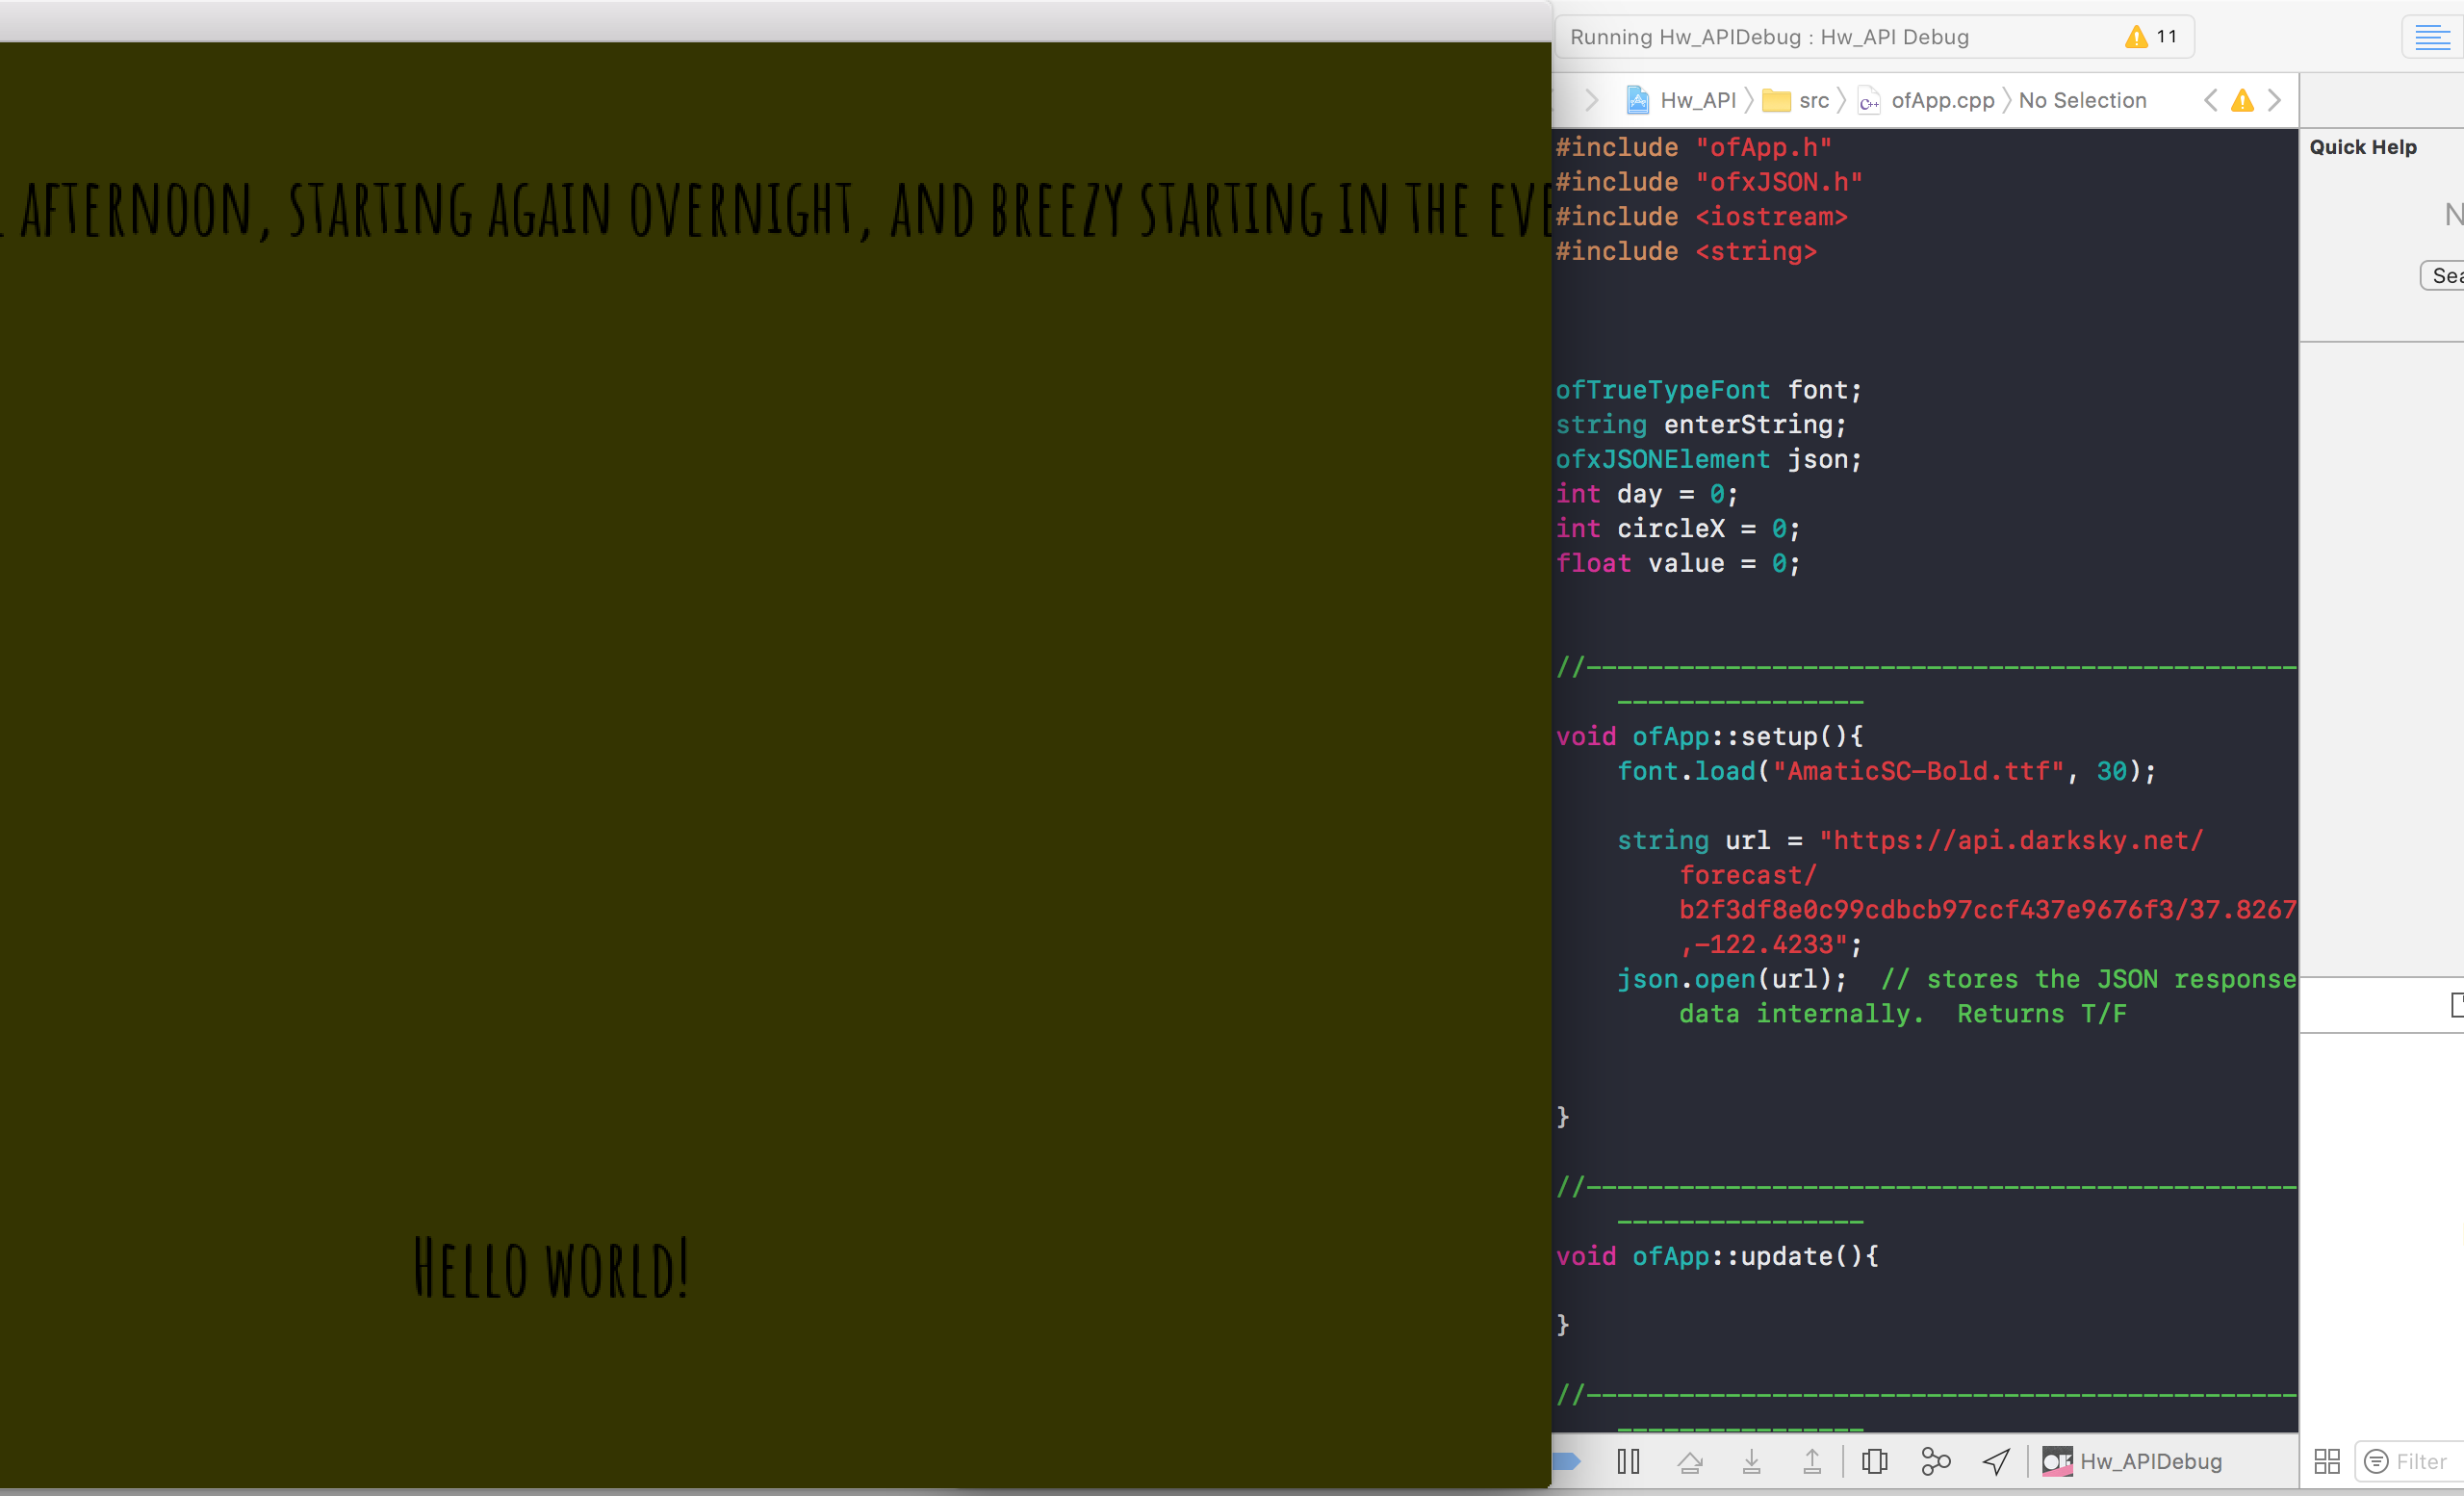 AFTERNOON, STARTING AGAIN OVERNIGHT, AND BREEZY STARTING IN THE EVE
HELLO WORLD!
Running Hw_APIDebug : Hw_API Debug
11
Hw_API
src
C++
ofApp.cpp
No Selection
#include "ofApp.h"
#include "ofxJSON.h"
#include <iostream>
#include <string>
ofTrueTypeFont font;
string enterString;
ofxJSONElement json;
int day = 0;
int circleX = 0;
float value = 0;
//----------------------------------------------
----------------
void ofApp::setup(){
font.load("AmaticSC-Bold.ttf", 30);
string url = "https://api.darksky.net/
forecast/
b2f3df8e0c99cdbcb97ccf437e9676f3/37.8267
,-122.4233";
json.open(url);  // stores the JSON response
data internally.  Returns T/F
}
//----------------------------------------------
----------------
void ofApp::update(){
}
//----------------------------------------------
----------------
Hw_APIDebug
Quick Help
N
Sea
Filter